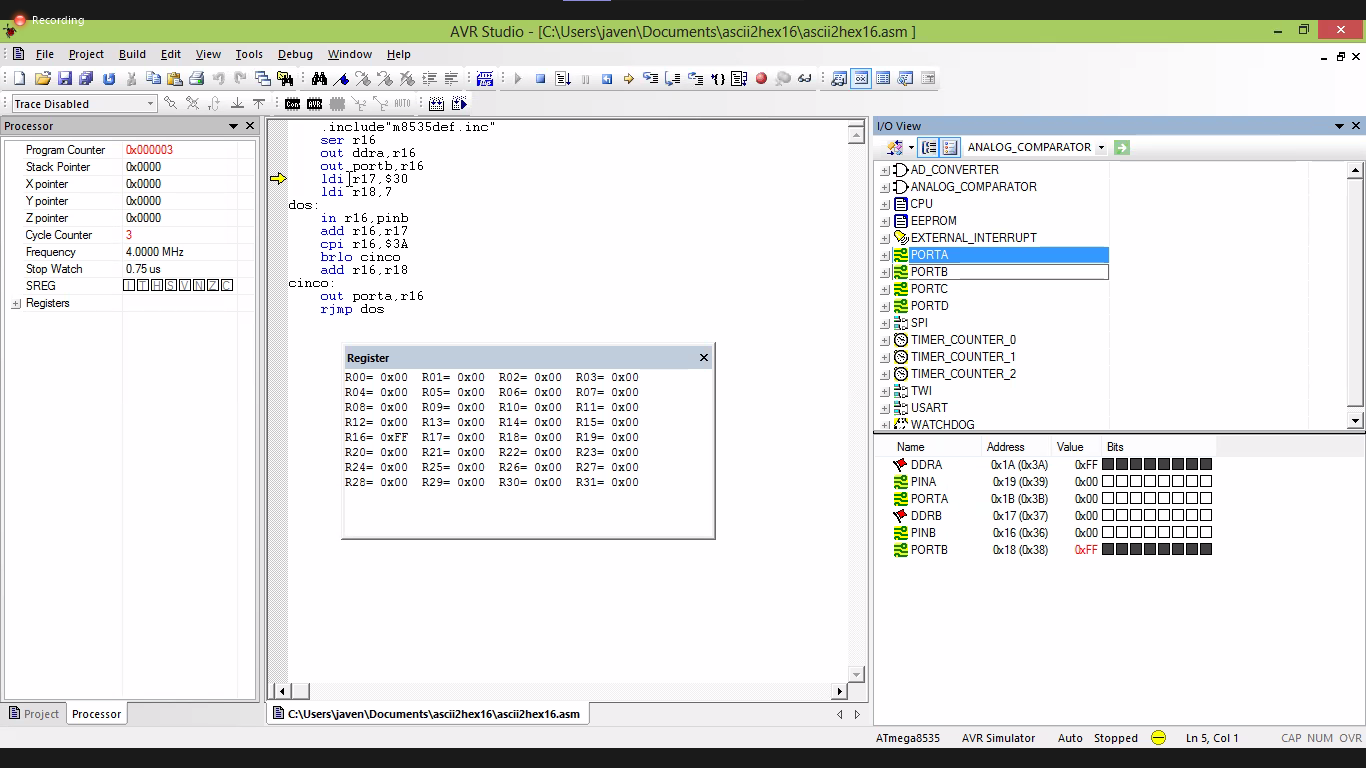 Recording
AVR Studio - [C:\Users\javen\Documents\ascii2hex16\ascii2hex16.asm ]
File Project Build Edit View Tools Debug Window Help
Trace Disabled
Con AVR AUTO
Processor
Program Counter 0x000003
Stack Pointer 0x0000
X pointer 0x0000
Y pointer 0x0000
Z pointer 0x0000
Cycle Counter 3
Frequency 4.0000 MHz
Stop Watch 0.75 us
SREG I T H S V N Z C
Registers
Project Processor
.include"m8535def.inc"
ser r16
out ddra,r16
out portb,r16
ldi r17,$30
ldi r18,7
dos:
in r16,pinb
add r16,r17
cpi r16,$3A
brlo cinco
add r16,r18
cinco:
out porta,r16
rjmp dos
Register
R00= 0x00 R01= 0x00 R02= 0x00 R03= 0x00
R04= 0x00 R05= 0x00 R06= 0x00 R07= 0x00
R08= 0x00 R09= 0x00 R10= 0x00 R11= 0x00
R12= 0x00 R13= 0x00 R14= 0x00 R15= 0x00
R16= 0xFF R17= 0x00 R18= 0x00 R19= 0x00
R20= 0x00 R21= 0x00 R22= 0x00 R23= 0x00
R24= 0x00 R25= 0x00 R26= 0x00 R27= 0x00
R28= 0x00 R29= 0x00 R30= 0x00 R31= 0x00
C:\Users\javen\Documents\ascii2hex16\ascii2hex16.asm
I/O View
ANALOG_COMPARATOR
AD_CONVERTER
ANALOG_COMPARATOR
CPU
EEPROM
EXTERNAL_INTERRUPT
PORTA
PORTB
PORTC
PORTD
SPI
TIMER_COUNTER_0
TIMER_COUNTER_1
TIMER_COUNTER_2
TWI
USART
WATCHDOG
Name Address Value Bits
DDRA 0x1A (0x3A) 0xFF
PINA 0x19 (0x39) 0x00
PORTA 0x1B (0x3B) 0x00
DDRB 0x17 (0x37) 0x00
PINB 0x16 (0x36) 0x00
PORTB 0x18 (0x38) 0xFF
ATmega8535 AVR Simulator Auto Stopped Ln 5, Col 1 CAP NUM OVR